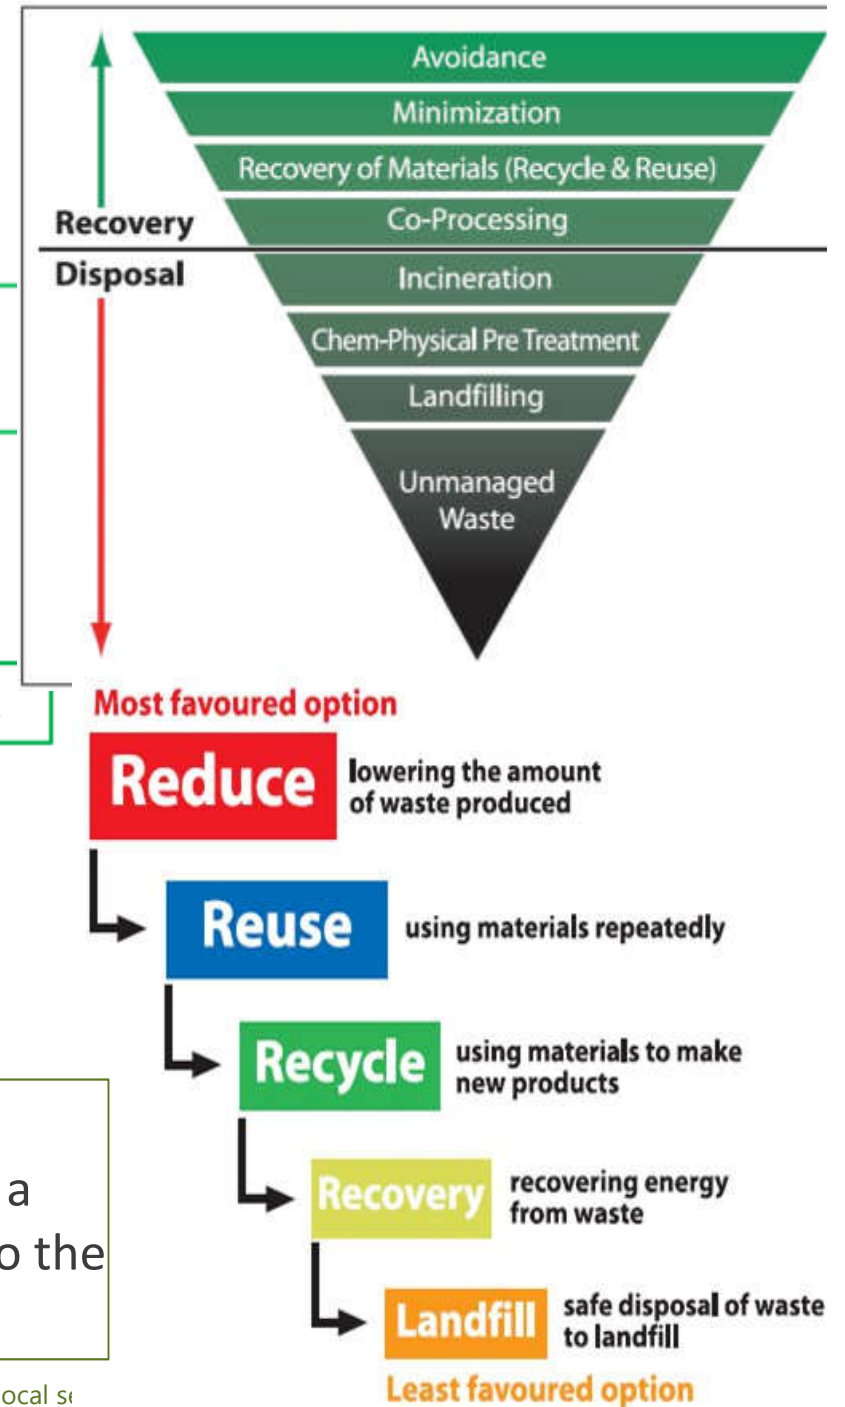 Avoidance
Minimization
Recovery of Materials (Recycle & Reuse)
Co-Processing
Recovery
Disposal
Incineration
Chem-Physical Pre Treatment
Landfilling
Unmanaged
Waste
Most favoured option
Reduce
lowering the amount
of waste produced
Reuse
using materials repeatedly
Recycle
using materials to make
new products
Recovery
recovering energy
from waste
Landfill
safe disposal of waste
to landfill
Least favoured option
a
the